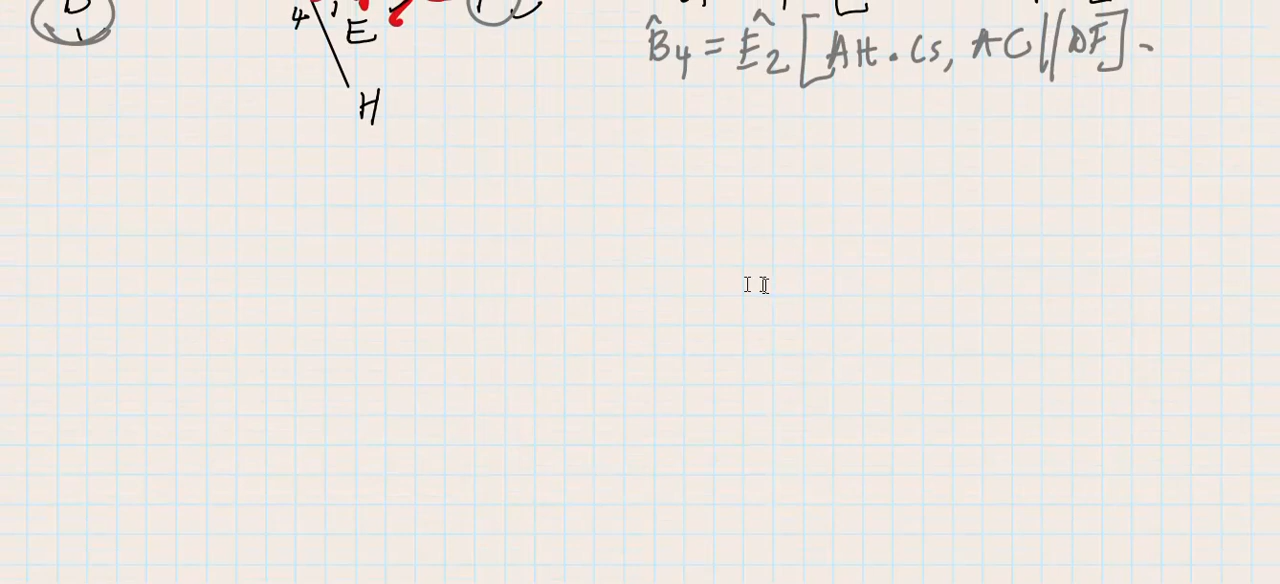 4
E
H
B̂4 = Ê2 [Alt. ∠s, AC//DF].